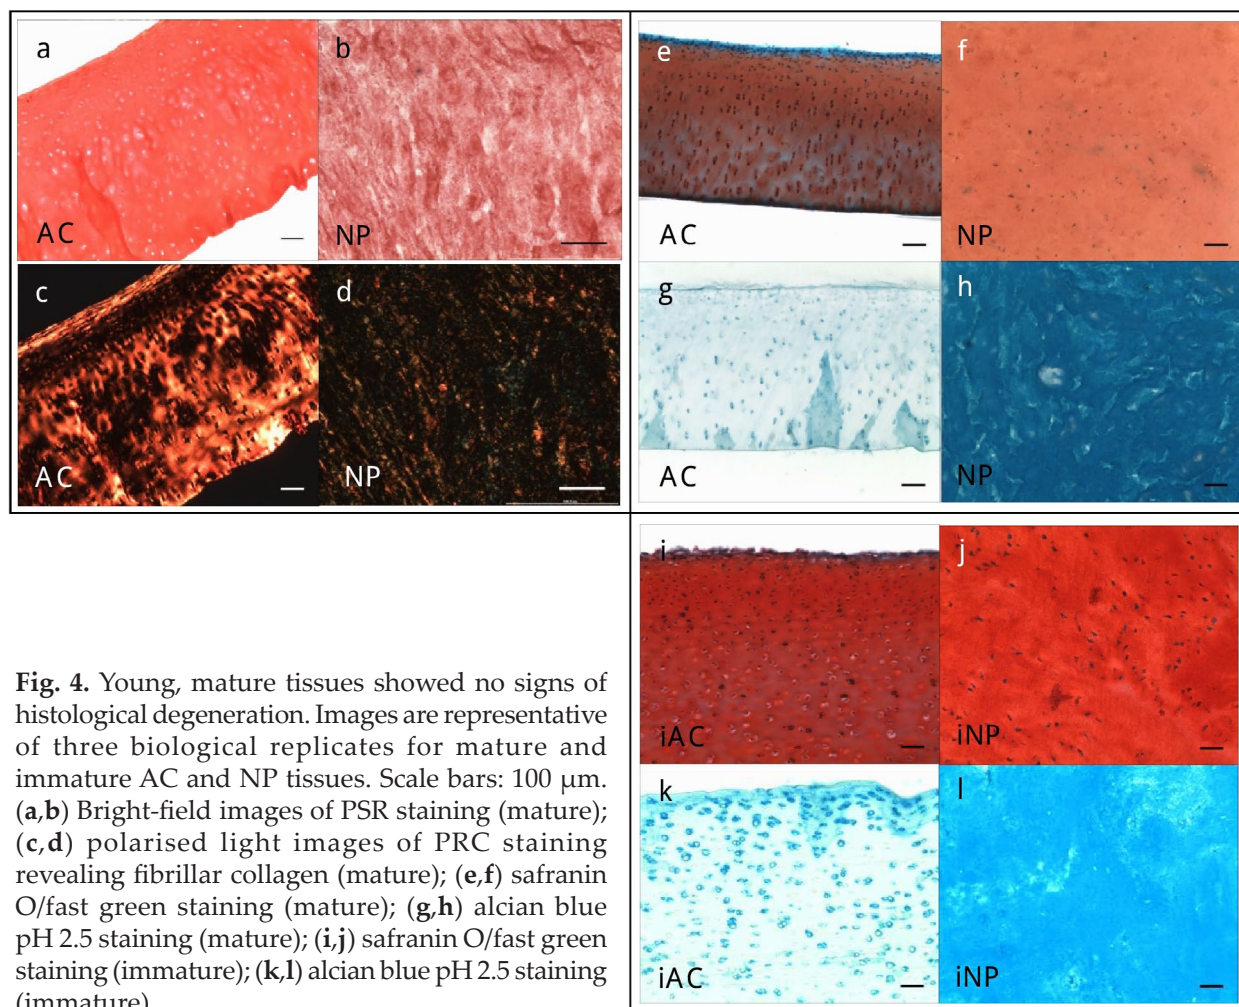 a
b
e
f
AC
NP
AC
NP
c
d
g
h
AC
NP
AC
NP
i
j
iAC
iNP
k
l
iAC
iNP
Fig. 4. Young, mature tissues showed no signs of
histological degeneration. Images are representative
of three biological replicates for mature and
immature AC and NP tissues. Scale bars: 100 μm.
(a,b) Bright-field images of PSR staining (mature);
(c,d) polarised light images of PRC staining
revealing fibrillar collagen (mature); (e,f) safranin
O/fast green staining (mature); (g,h) alcian blue
pH 2.5 staining (mature); (i,j) safranin O/fast green
staining (immature); (k,l) alcian blue pH 2.5 staining
(immature)